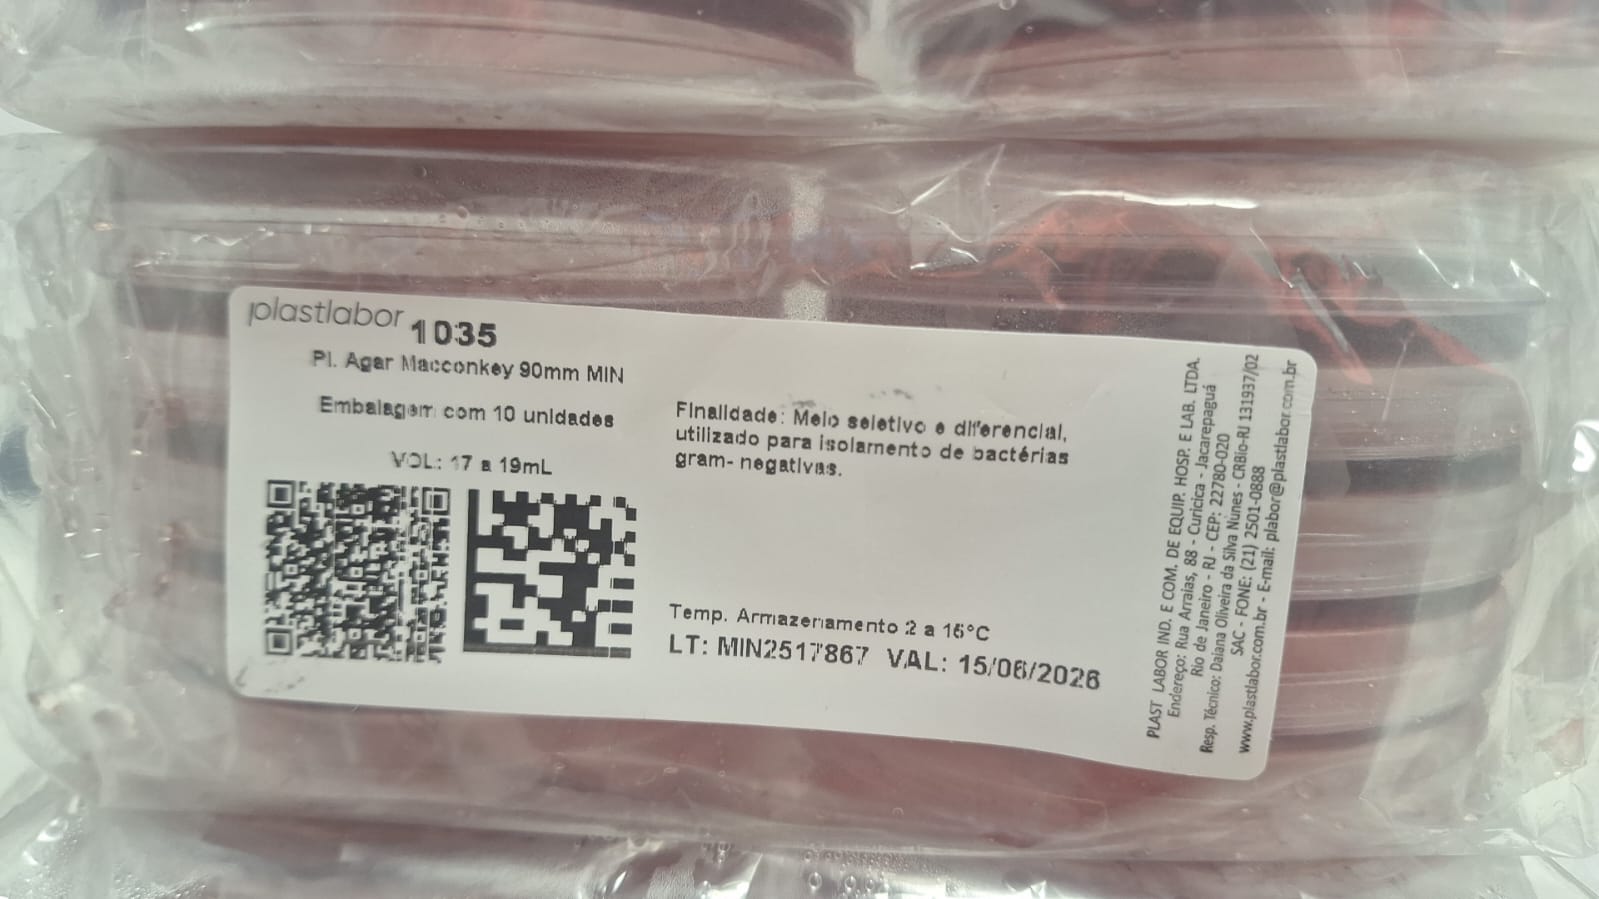 plastlabor 1035
Pl. Agar Macconkey 90mm MIN
Embalagem com 10 unidades
VOL.: 17 a 19mL
Finalidade: Meio seletivo e diferencial,
utilizado para isolamento de bactérias
gram- negativas.
Temp. Armazenamento 2 a 15°C
LT: MIN2517867 VAL: 15/06/2026
PLAST LABOR IND. E COM. DE EQUIP. HOSP. E LAB. LTDA.
Endereço: Rua Arraias, 88 - Curicica - Jacarepaguá
Rio de Janeiro - RJ - CEP: 22780-020
Resp. Técnico: Daiana Oliveira da Silva Nunes - CRBio-RJ 131937/02
SAC - FONE: (21) 2501-0888
www.plastlabor.com.br - E-mail: plabor@plastlabor.com.br